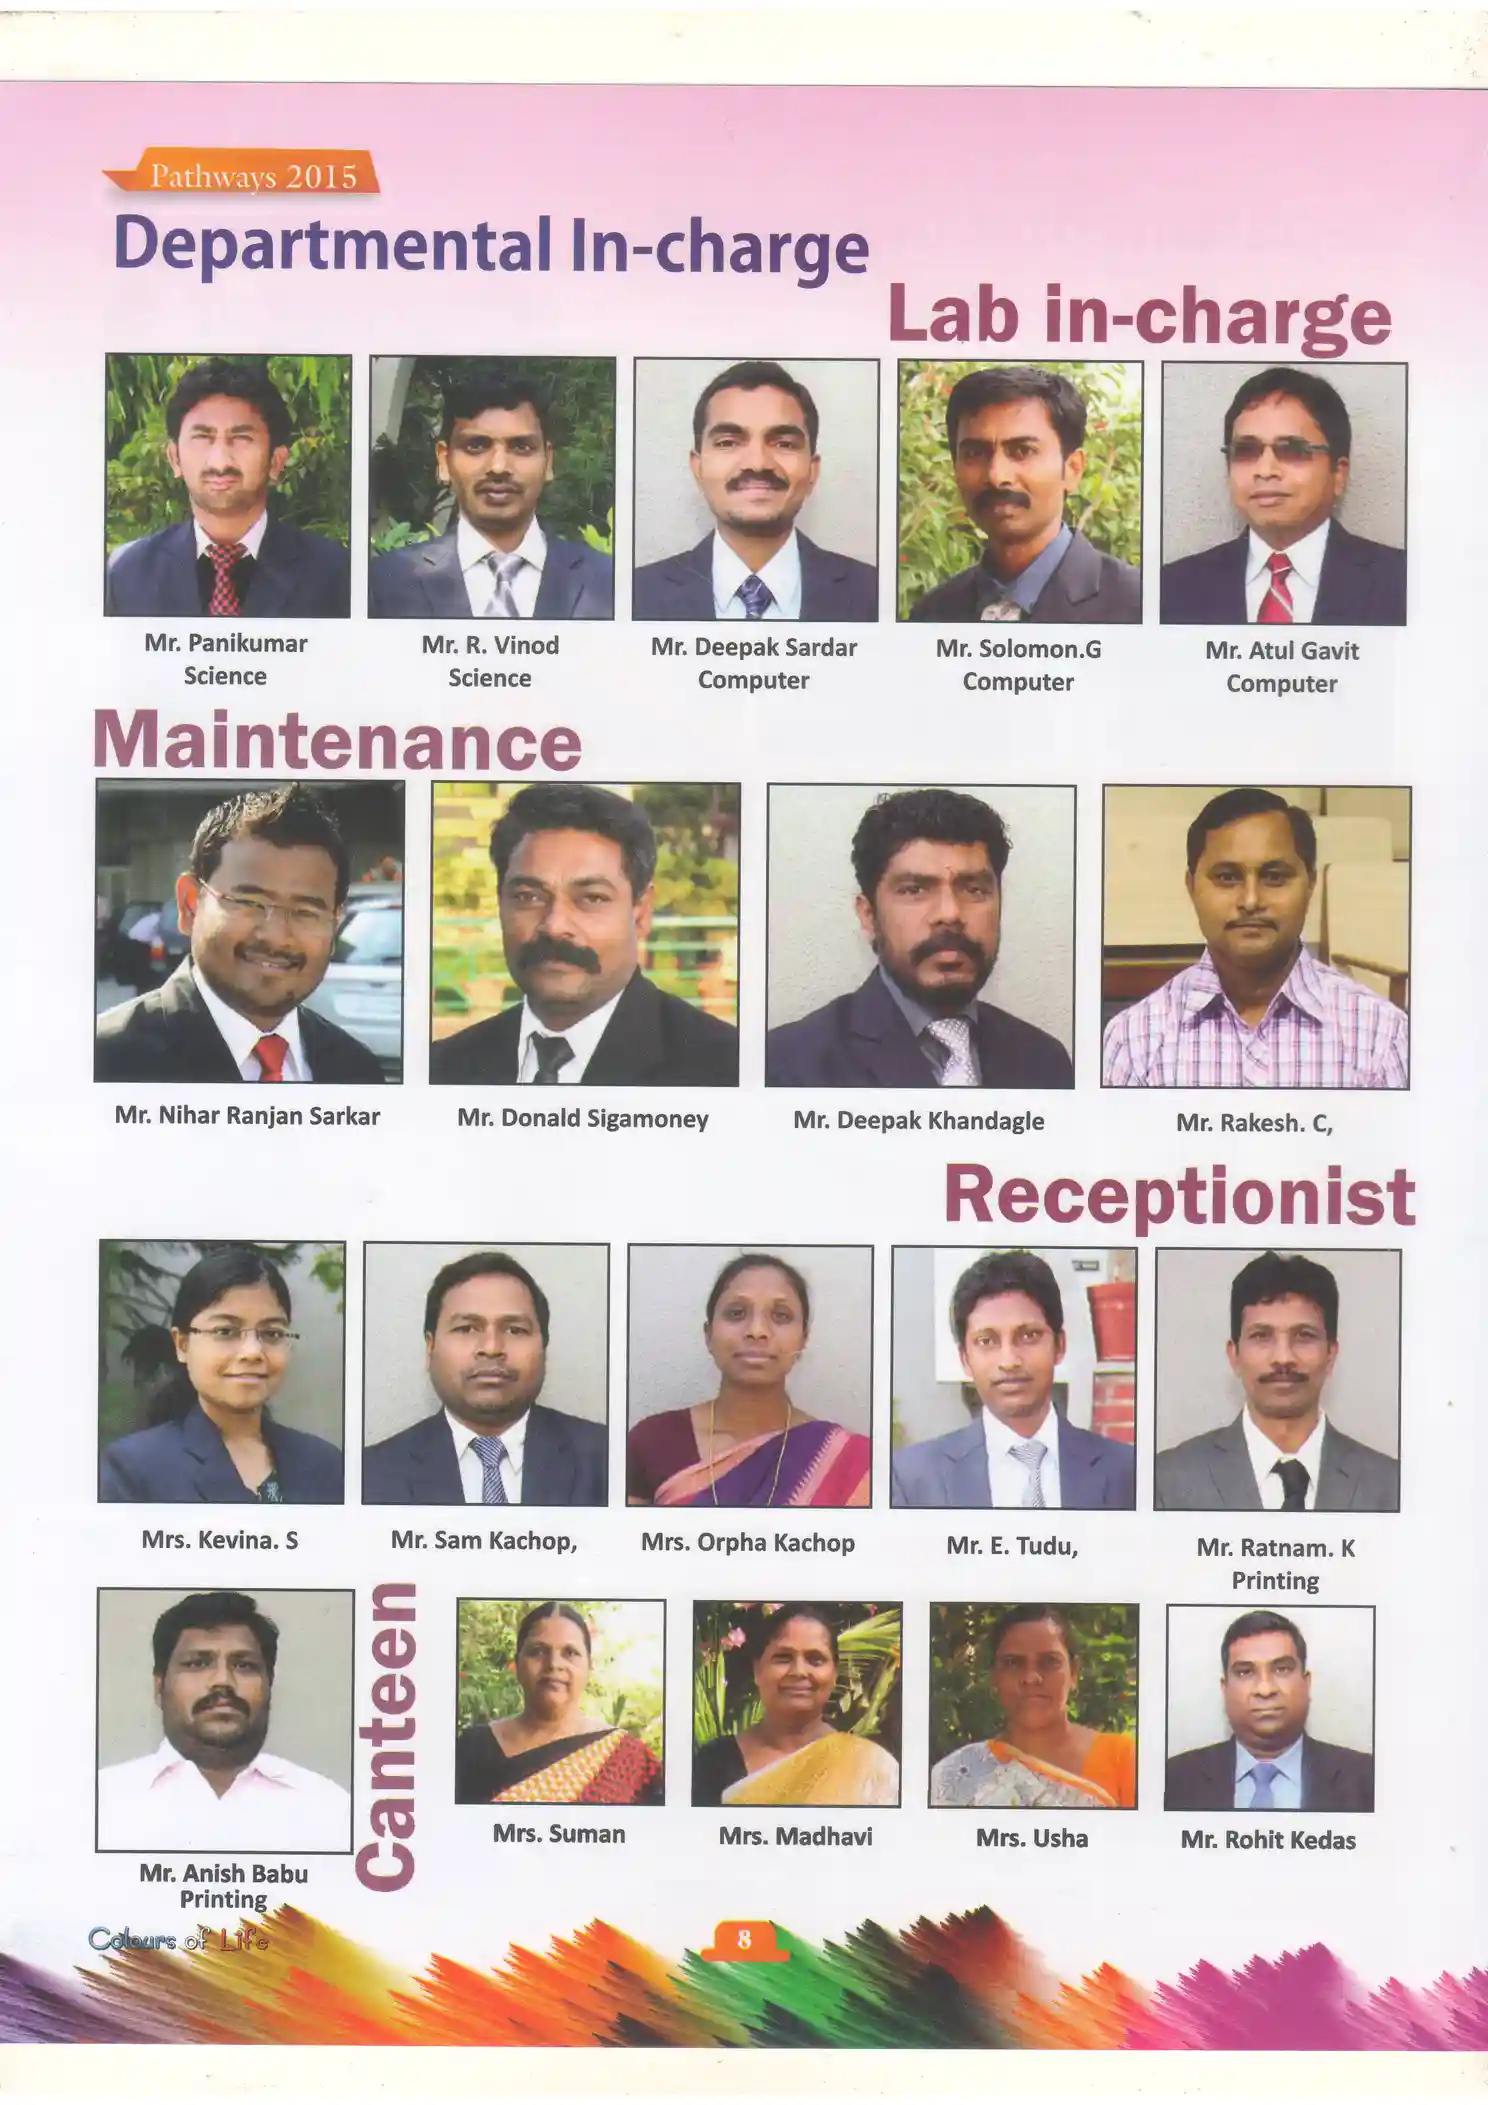 Pathways 2015
Departmental In-charge
Lab in-charge
Mr. Panikumar
Science
Mr. R. Vinod
Science
Mr. Deepak Sardar
Computer
Mr. Solomon.G
Computer
Mr. Atul Gavit
Computer
Maintenance
Mr. Nihar Ranjan Sarkar
Mr. Donald Sigamoney
Mr. Deepak Khandagle
Mr. Rakesh. C,
Receptionist
Mrs. Kevina. S
Mr. Sam Kachop,
Mrs. Orpha Kachop
Mr. E. Tudu,
Mr. Ratnam. K
Printing
Mr. Anish Babu
Printing
Canteen
Mrs. Suman
Mrs. Madhavi
Mrs. Usha
Mr. Rohit Kedas
Colours of Life
8